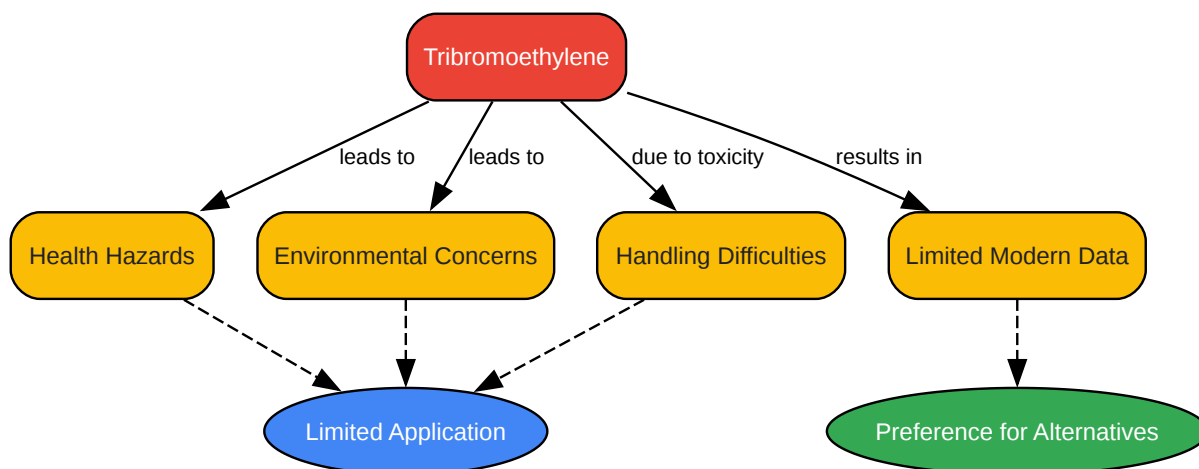 Tribromoethylene
leads to
leads to
due to toxicity
results in
Health Hazards
Environmental Concerns
Handling Difficulties
Limited Modern Data
Limited Application
Preference for Alternatives